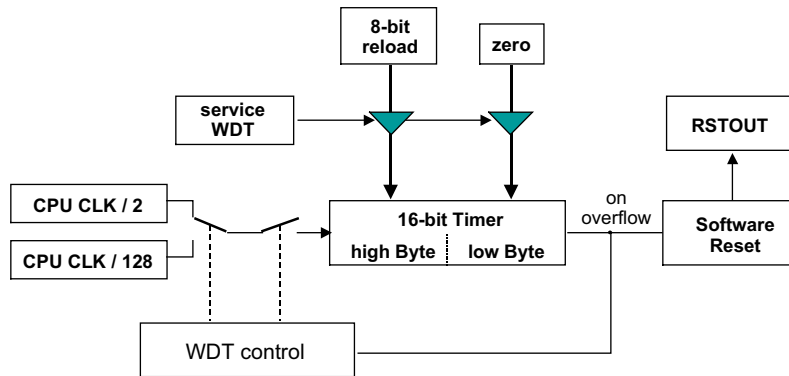 8-bit
reload
zero
service
WDT
RSTOUT
CPU CLK / 2
CPU CLK / 128
16-bit Timer
high Byte
low Byte
on
overflow
Software
Reset
WDT control